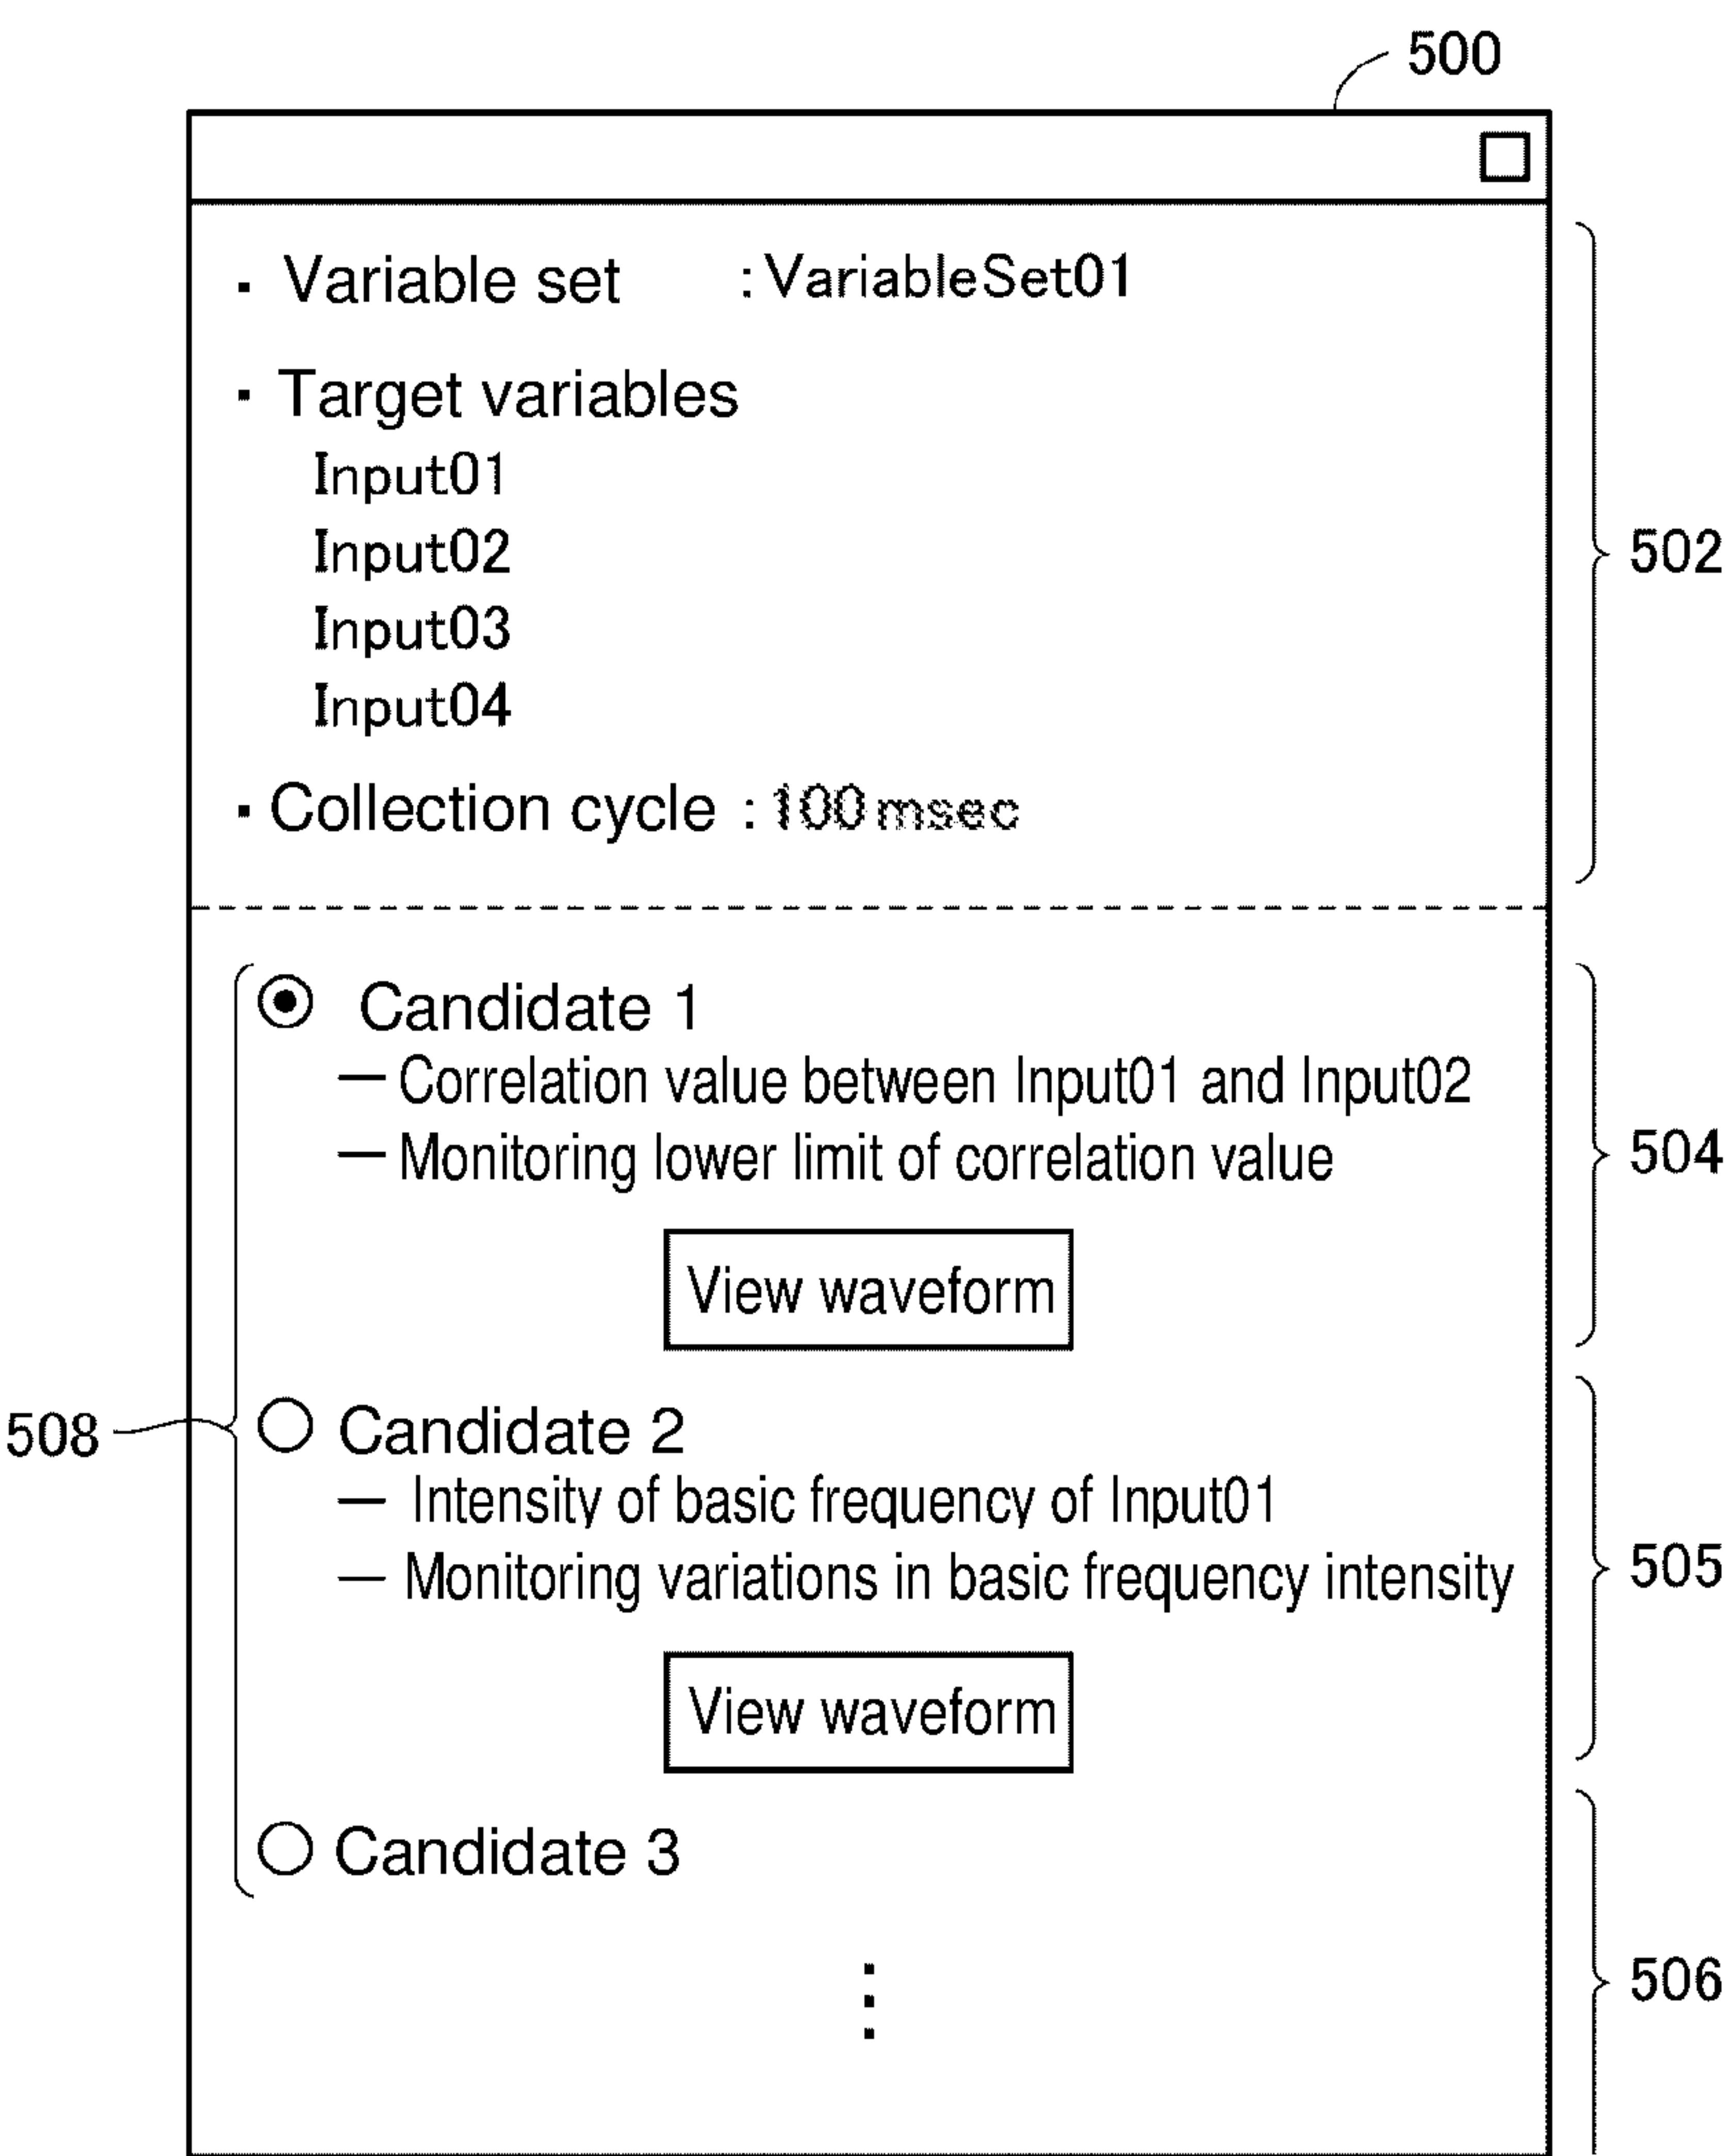 500
· Variable set : VariableSet01
· Target variables
Input01
Input02
502
Input03
Input04
· Collection cycle : 100 msec
Candidate 1
— Correlation value between Input01 and Input02
— Monitoring lower limit of correlation value
504
View waveform
508
Candidate 2
— Intensity of basic frequency of Input01
— Monitoring variations in basic frequency intensity
505
View waveform
Candidate 3
506